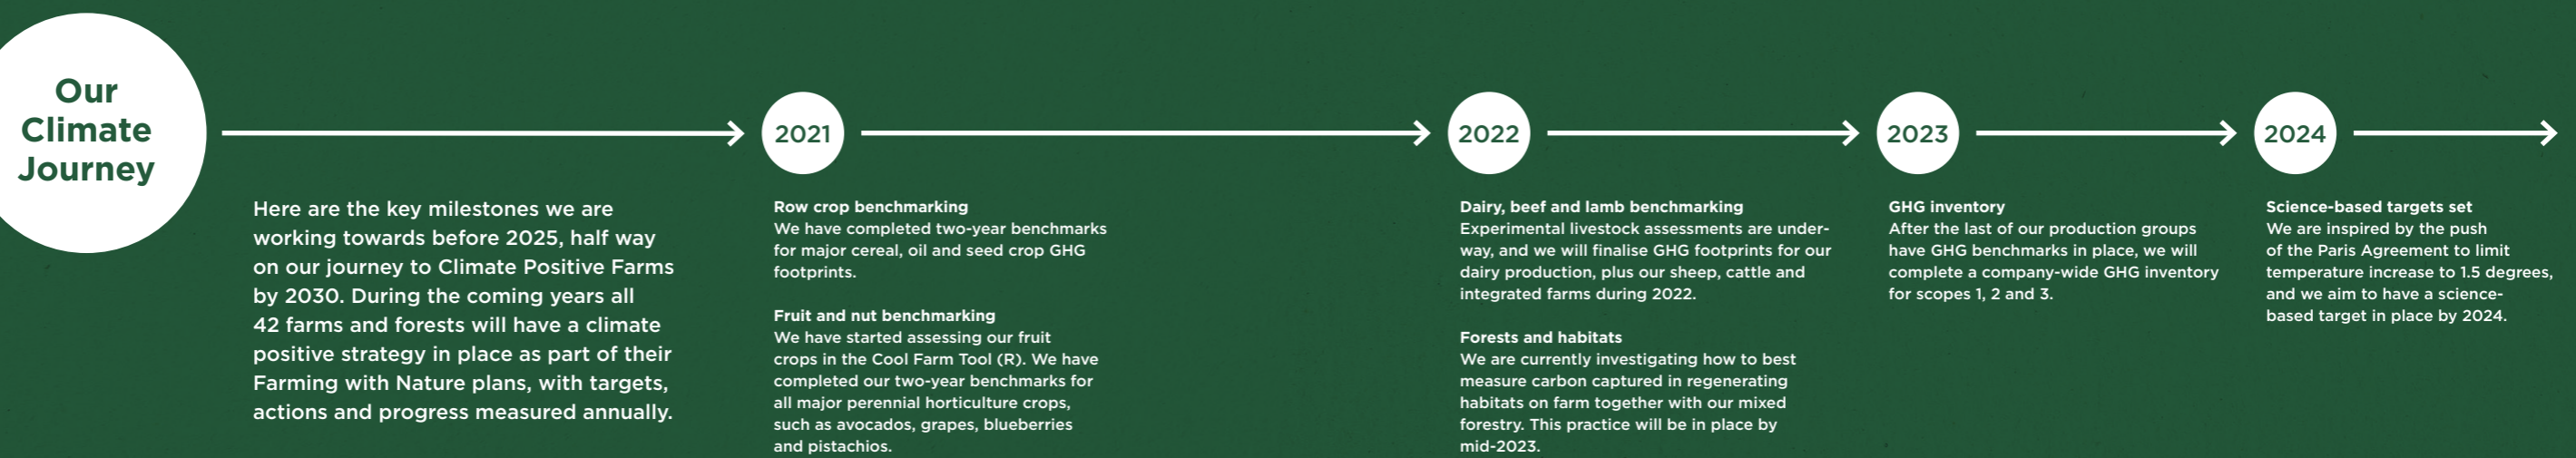 Our
Climate
Journey
Here are the key milestones we are
working towards before 2025, half way
on our journey to Climate Positive Farms
by 2030. During the coming years all
42 farms and forests will have a climate
positive strategy in place as part of their
Farming with Nature plans, with targets,
actions and progress measured annually.
2021
Row crop benchmarking
We have completed two-year benchmarks
for major cereal, oil and seed crop GHG
footprints.
Fruit and nut benchmarking
We have started assessing our fruit
crops in the Cool Farm Tool (R). We have
completed our two-year benchmarks for
all major perennial horticulture crops,
such as avocados, grapes, blueberries
and pistachios.
2022
Dairy, beef and lamb benchmarking
Experimental livestock assessments are under-
way, and we will finalise GHG footprints for our
dairy production, plus our sheep, cattle and
integrated farms during 2022.
Forests and habitats
We are currently investigating how to best
measure carbon captured in regenerating
habitats on farm together with our mixed
forestry. This practice will be in place by
mid-2023.
2023
GHG inventory
After the last of our production groups
have GHG benchmarks in place, we will
complete a company-wide GHG inventory
for scopes 1, 2 and 3.
2024
Science-based targets set
We are inspired by the push
of the Paris Agreement to limit
temperature increase to 1.5 degrees,
and we aim to have a science-
based target in place by 2024.